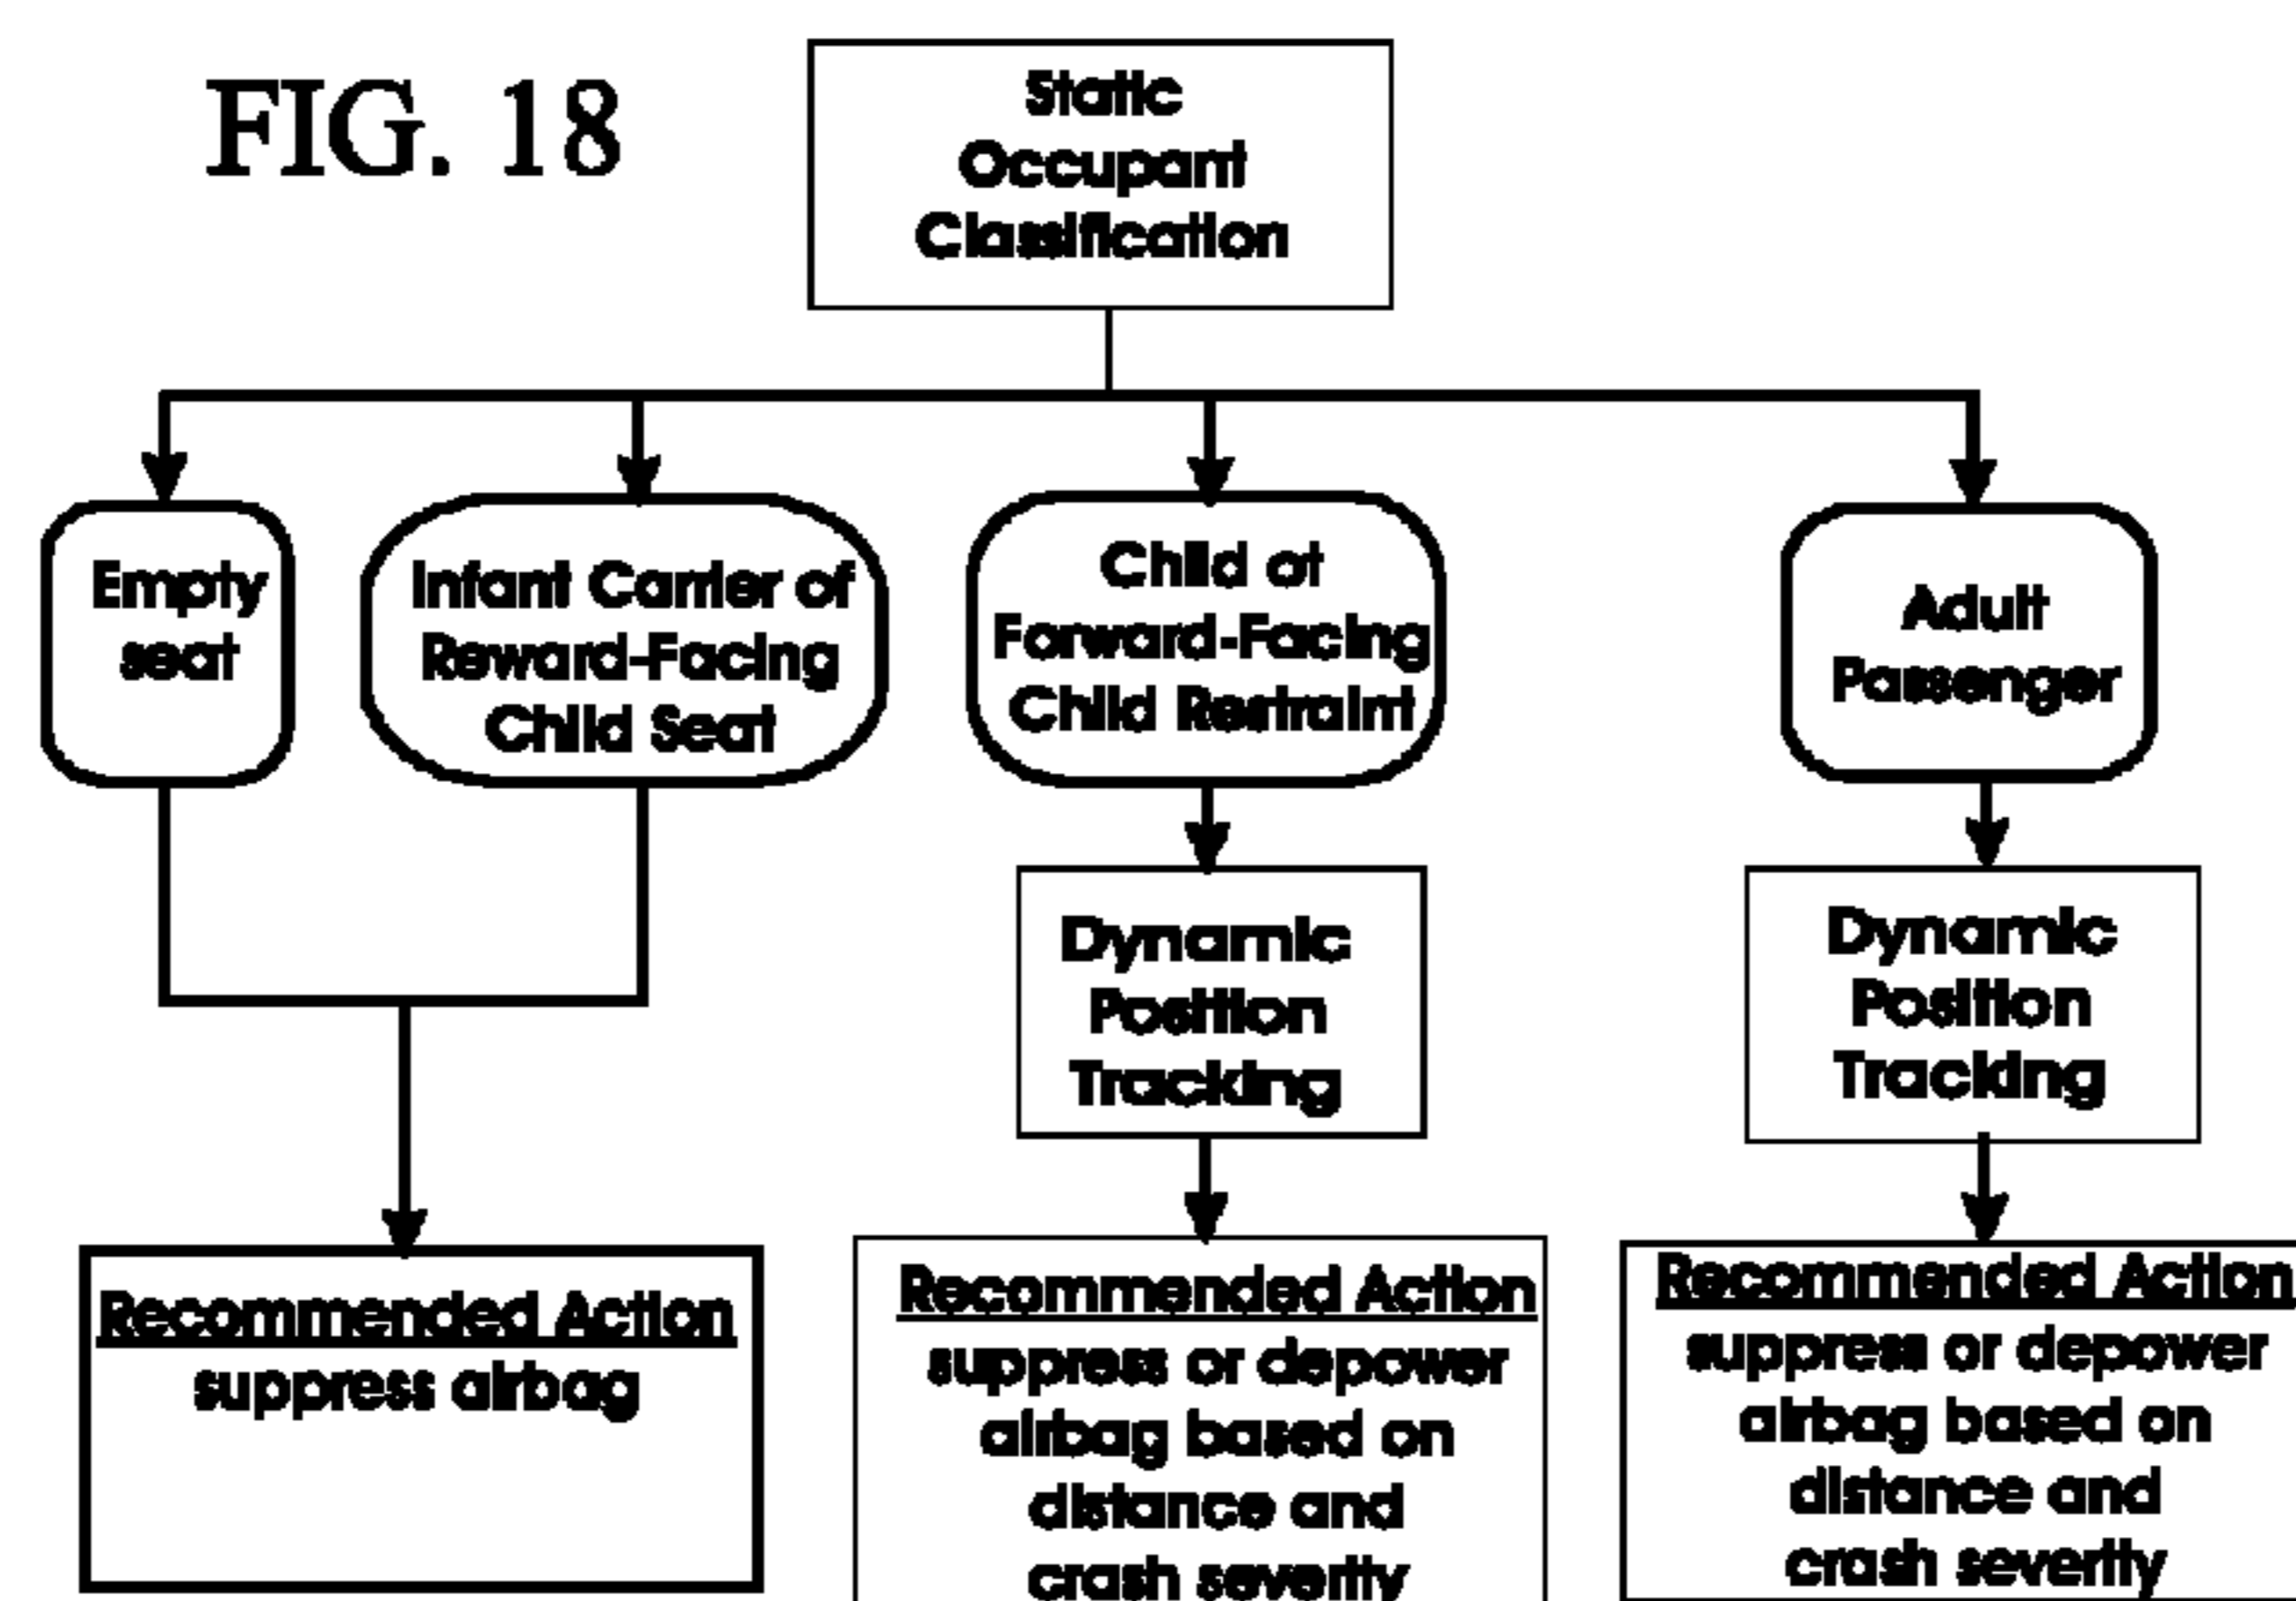 FIG. 18
Static
Occupant
Classification
Empty
seat
Infant Carrier of
Reward-Facing
Child Seat
Child of
Forward-Facing
Child Restraint
Adult
Passenger
Dynamic
Position
Tracking
Dynamic
Position
Tracking
Recommended Action
suppress airbag
Recommended Action
suppress or depower
airbag based on
distance and
crash severity
Recommended Action
suppress or depower
airbag based on
distance and
crash severity